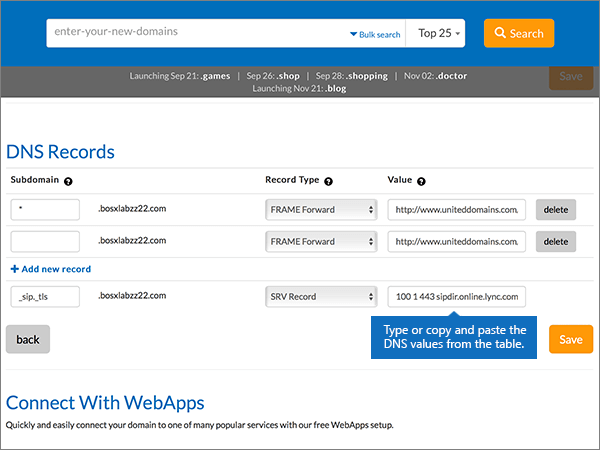 enter-your-new-domains
Bulk search
Top 25
Search
Launching Sep 21: .games | Sep 26: .shop | Sep 28: .shopping | Nov 02: .doctor
Save
Launching Nov 21: .blog
DNS Records
Subdomain ? Record Type ? Value ?
* .bosxlabzz22.com FRAME Forward http://www.uniteddomains.com, delete
.bosxlabzz22.com FRAME Forward http://www.uniteddomains.com, delete
+ Add new record
_sip._tls .bosxlabzz22.com SRV Record 100 1 443 sipdir.online.lync.com
Type or copy and paste the
DNS values from the table.
back
Save
Connect With WebApps
Quickly and easily connect your domain to one of many popular services with our free WebApps setup.